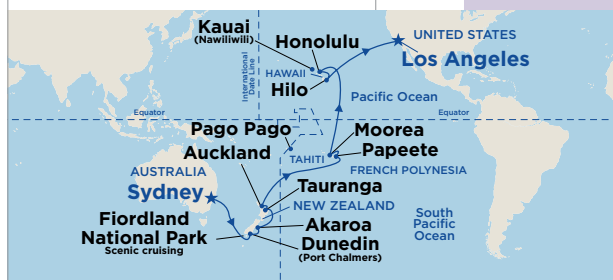 Kauai
(Nawiliwili)
Honolulu
UNITED STATES
Los Angeles
International
Date Line
HAWAII
Hilo
Pacific Ocean
Equator
Equator
Pago Pago
Moorea
Papeete
Auckland
TAHITI
FRENCH POLYNESIA
AUSTRALIA
Sydney
Tauranga
NEW ZEALAND
Fiordland
National Park
Scenic cruising
Akaroa
Dunedin
(Port Chalmers)
South
Pacific
Ocean